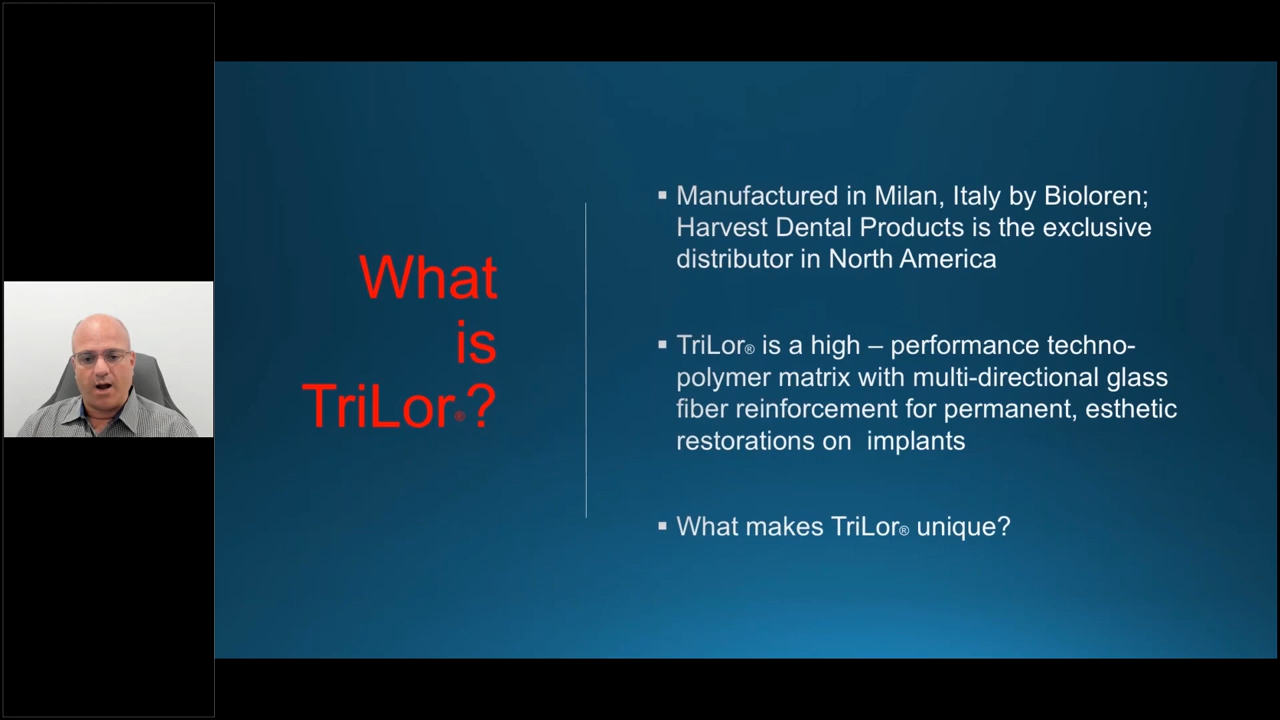 What
is
TriLor®?
▪ Manufactured in Milan, Italy by Bioloren;
Harvest Dental Products is the exclusive
distributor in North America
▪ TriLor® is a high – performance techno-
polymer matrix with multi-directional glass
fiber reinforcement for permanent, esthetic
restorations on  implants
▪ What makes TriLor® unique?